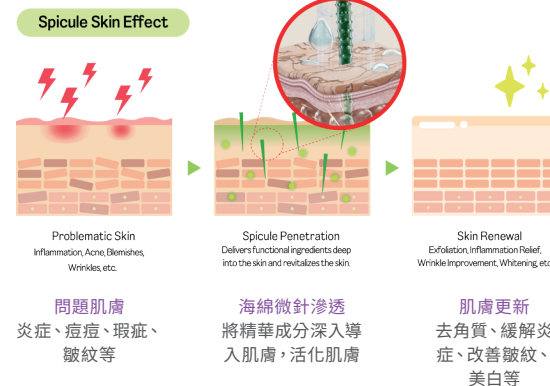 Spicule Skin Effect
Problematic Skin
Inflammation, Acne, Blemishes,
Wrinkles, etc.
問題肌膚
炎症、痘痘、瑕疵、
皺紋等
Spicule Penetration
Delivers functional ingredients deep
into the skin and revitalizes the skin.
海綿微針滲透
將精華成分深入導
入肌膚，活化肌膚
Skin Renewal
Exfoliation, Inflammation Relief,
Wrinkle Improvement, Whitening, etc
肌膚更新
去角質、緩解炎
症、改善皺紋、
美白等